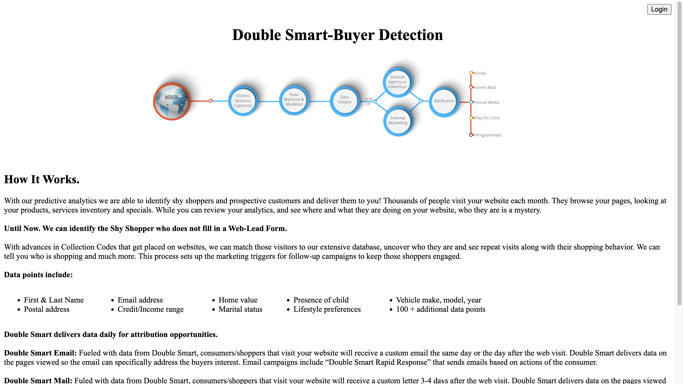 Login
Double Smart-Buyer Detection
WEBSITE
Visitors Sessions Captured
Data Matched & Modeled
Data Output
And Or
Outside Agency or Advertiser
Internal Marketing
Attribution
Email
Direct Mail
Social Media
Pay Per Click
Programmatic
How It Works.
With our predictive analytics we are able to identify shy shoppers and prospective customers and deliver them to you! Thousands of people visit your website each month. They browse your pages, looking at
your products, services inventory and specials. While you can review your analytics, and see where and what they are doing on your website, who they are is a mystery.
Until Now. We can identify the Shy Shopper who does not fill in a Web-Lead Form.
With advances in Collection Codes that get placed on websites, we can match those visitors to our extensive database, uncover who they are and see repeat visits along with their shopping behavior. We can
tell you who is shopping and much more. This process sets up the marketing triggers for follow-up campaigns to keep those shoppers engaged.
Data points include:
• First & Last Name • Email address • Home value • Presence of child • Vehicle make, model, year
• Postal address • Credit/Income range • Marital status • Lifestyle preferences • 100 + additional data points
Double Smart delivers data daily for attribution opportunities.
Double Smart Email: Fueled with data from Double Smart, consumers/shoppers that visit your website will receive a custom email the same day or the day after the web visit. Double Smart delivers data on
the pages viewed so the email can specifically address the buyers interest. Email campaigns include “Double Smart Rapid Response” that sends emails based on actions of the consumer.
Double Smart Mail: Fuled with data from Double Smart, consumers/shoppers that visit your website will receive a custom letter 3-4 days after the web visit. Double Smart delivers data on the pages viewed